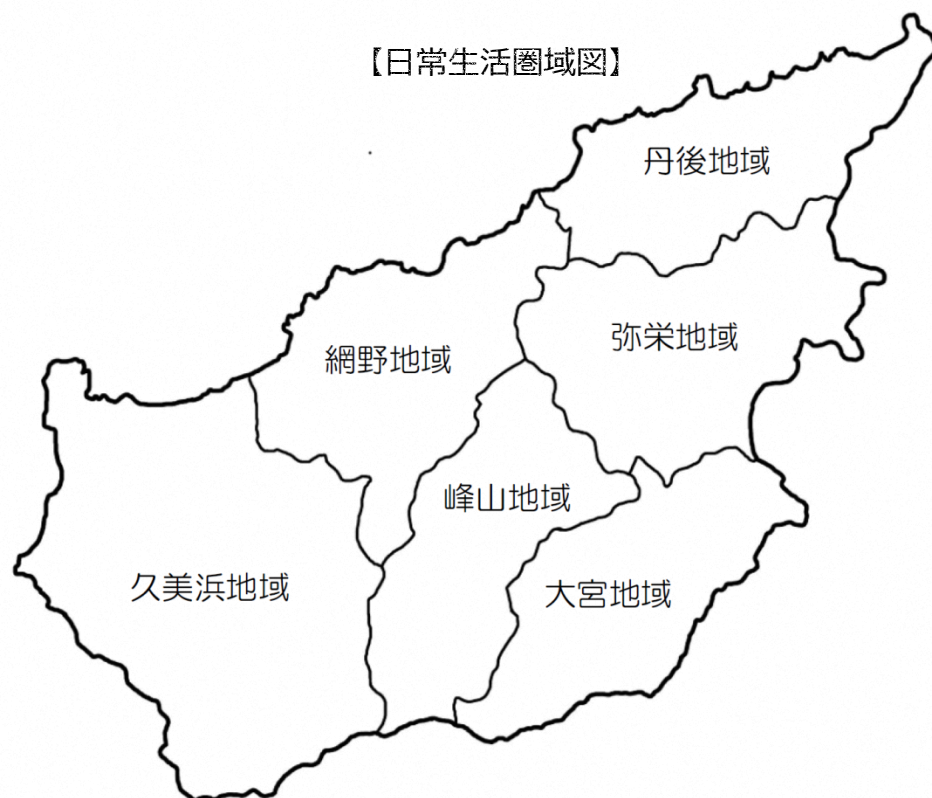 【日常生活圏域図】
丹後地域
弥栄地域
網野地域
峰山地域
久美浜地域
大宮地域